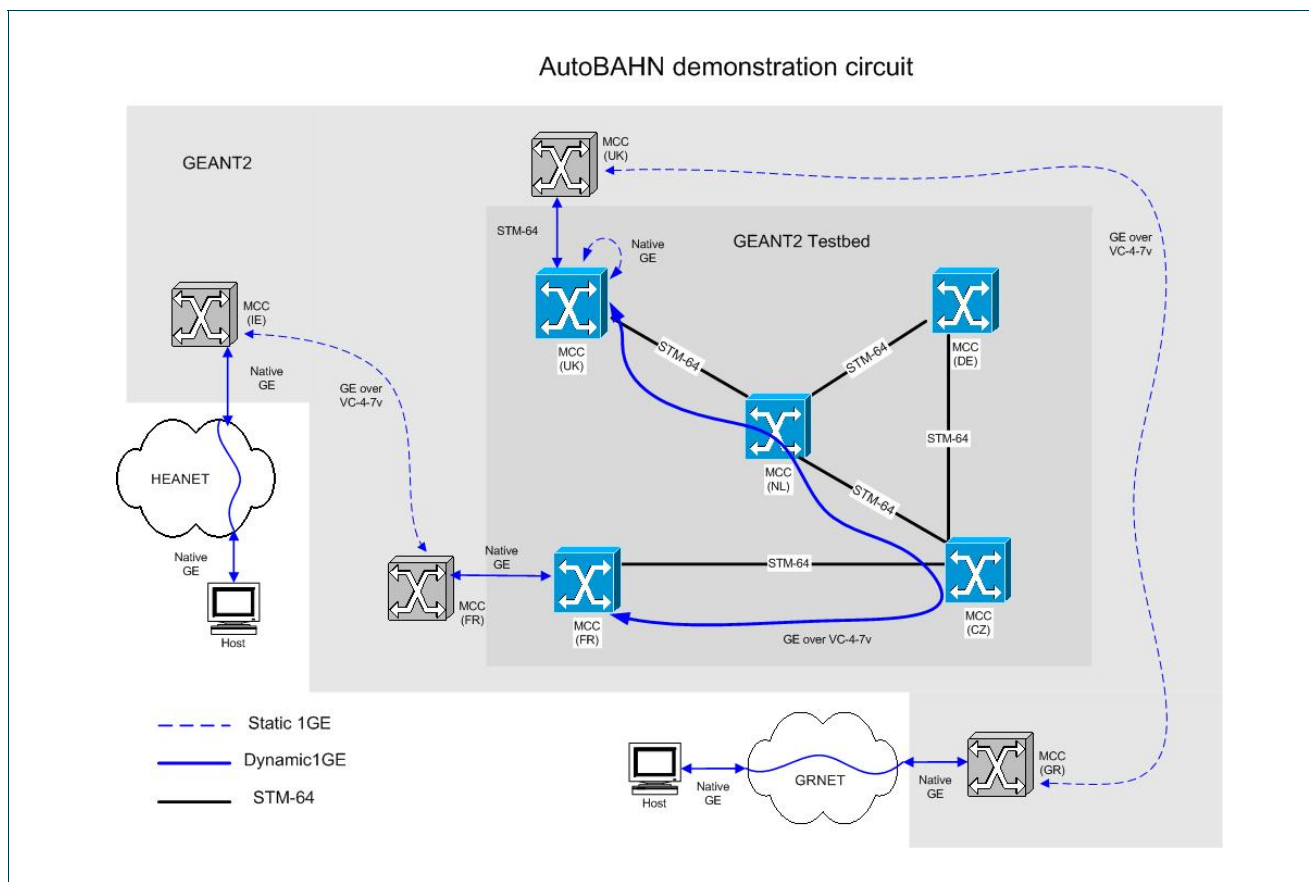 AutoBAHN demonstration circuit
GEANT2
MCC
(UK)
STM-64
GEANT2 Testbed
Native
GE
GE over
VC-4-7v
MCC
(IE)
MCC
(UK)
STM-64
STM-64
MCC
(DE)
Native
GE
GE over
VC-4-7v
MCC
(NL)
STM-64
STM-64
HEANET
Native
GE
Host
MCC
(FR)
Native
GE
MCC
(FR)
STM-64
MCC
(CZ)
GE over VC-4-7v
Static 1GE
Dynamic1GE
STM-64
Host
Native
GE
GRNET
Native
GE
MCC
(GR)